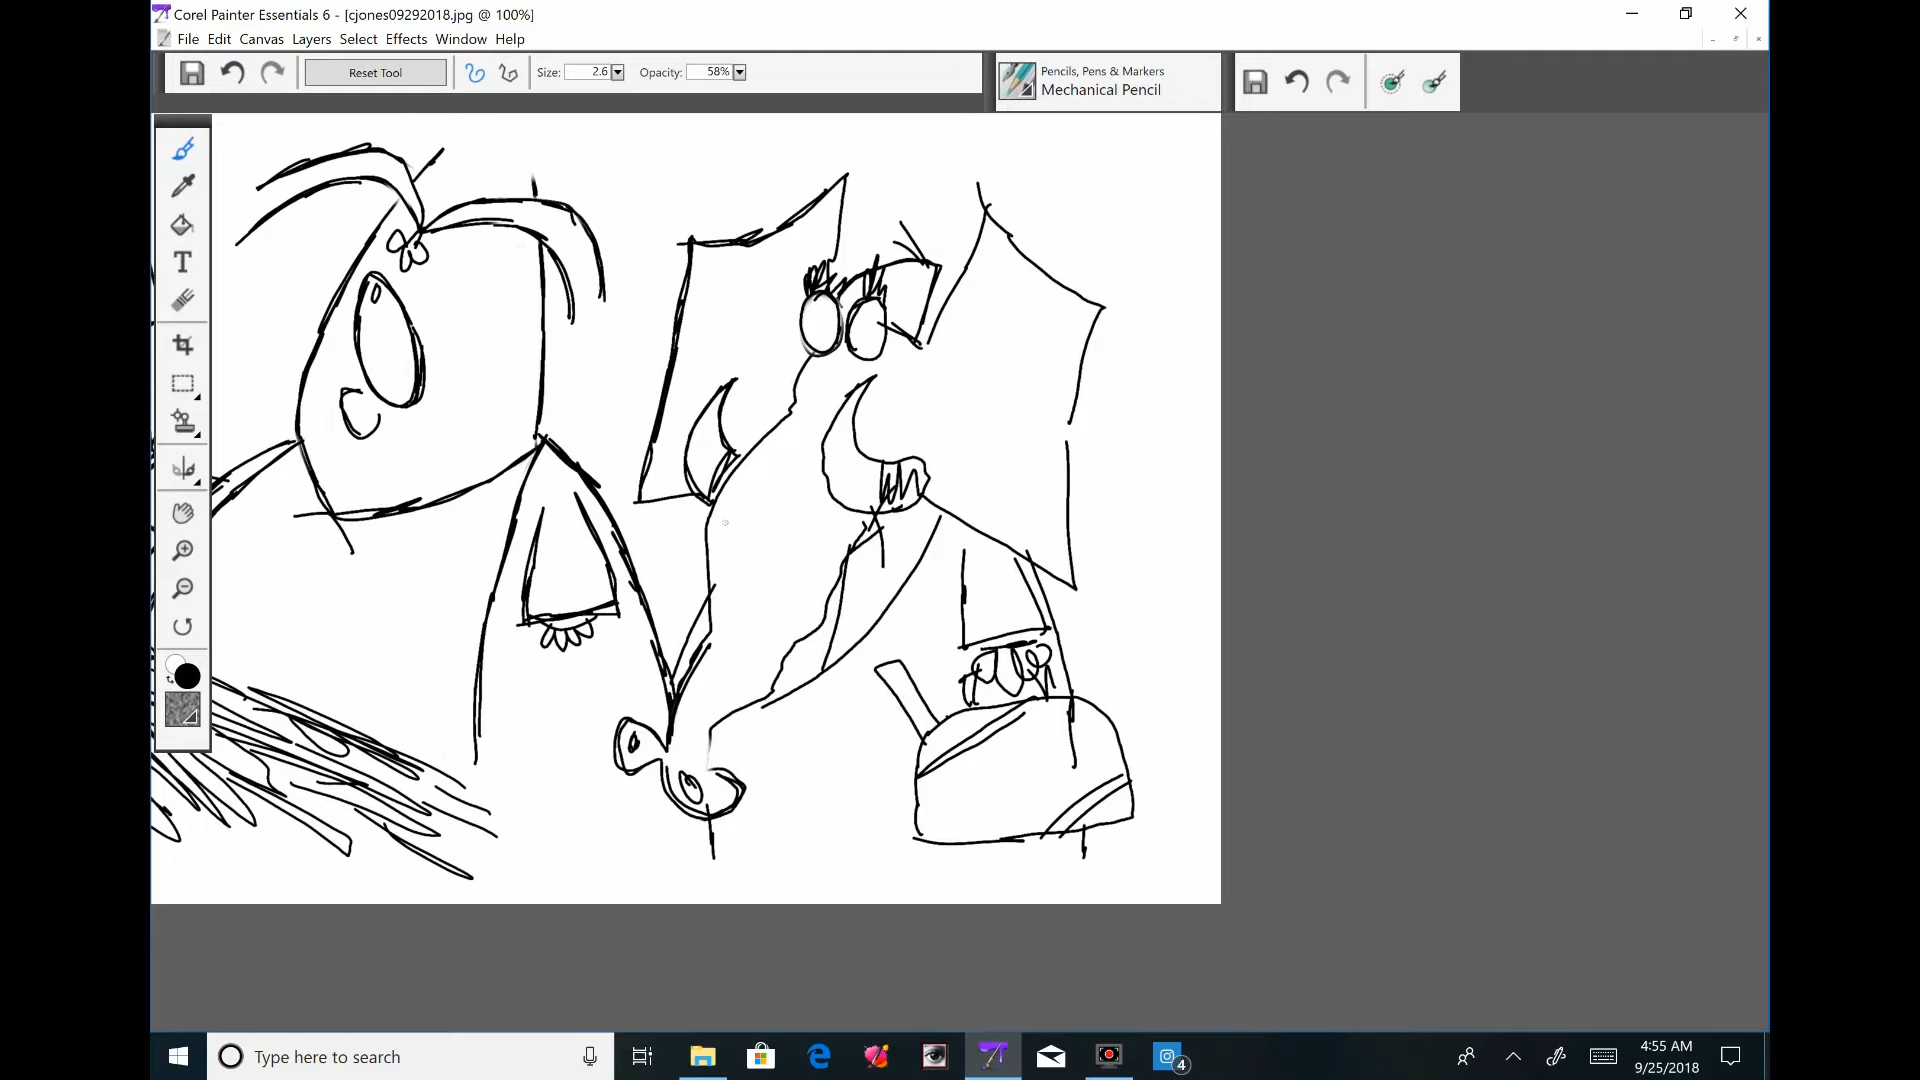 Corel Painter Essentials 6 - [cjones09292018.jpg @ 100%]
File Edit Canvas Layers Select Effects Window Help
Reset Tool Size: 2.6 Opacity: 58%
Pencils, Pens & Markers
Mechanical Pencil
T
Type here to search
4
4:55 AM
9/25/2018